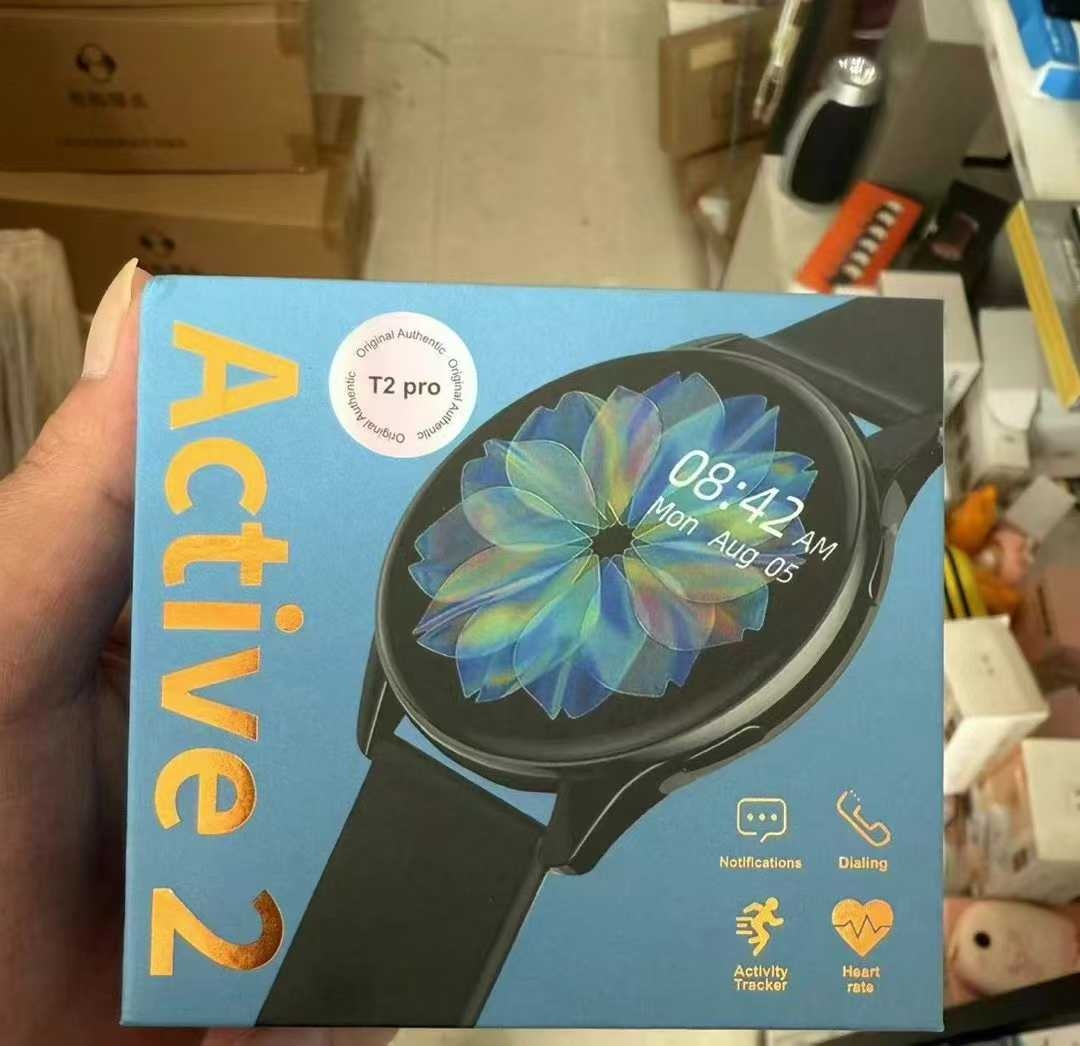 Active 2
Original Authentic
Original Authentic
Original Authentic
T2 pro
08:42 AM
Mon Aug 05
Notifications
Dialing
Activity
Tracker
Heart
rate